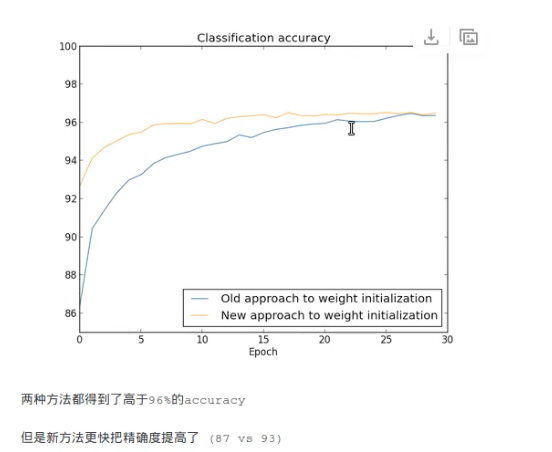 Classification accuracy
100
98
96
94
92
90
88
86
0 5 10 15 20 25 30
Epoch
Old approach to weight initialization
New approach to weight initialization
两种方法都得到了高于96%的accuracy
但是新方法更快把精确度提高了 (87 vs 93)